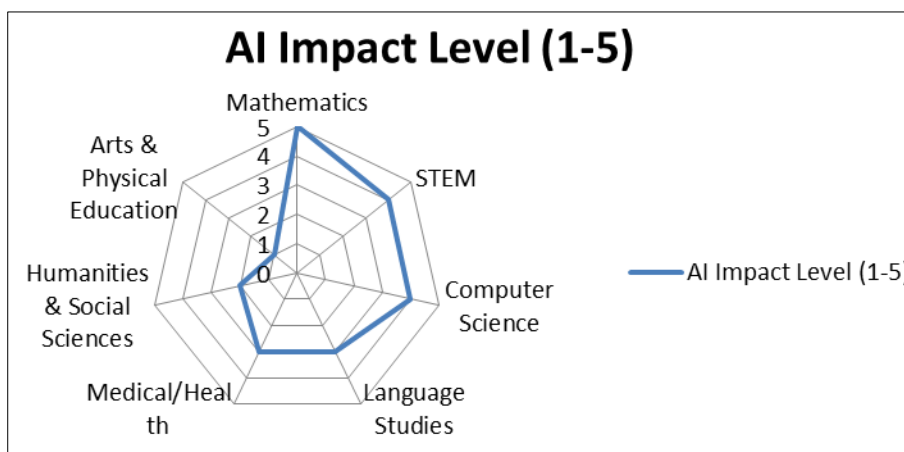 AI Impact Level (1-5)
Mathematics
5
4
3
2
1
0
STEM
Computer
Science
Language
Studies
Medical/Heal
th
Humanities
& Social
Sciences
Arts &
Physical
Education
AI Impact Level (1-5)